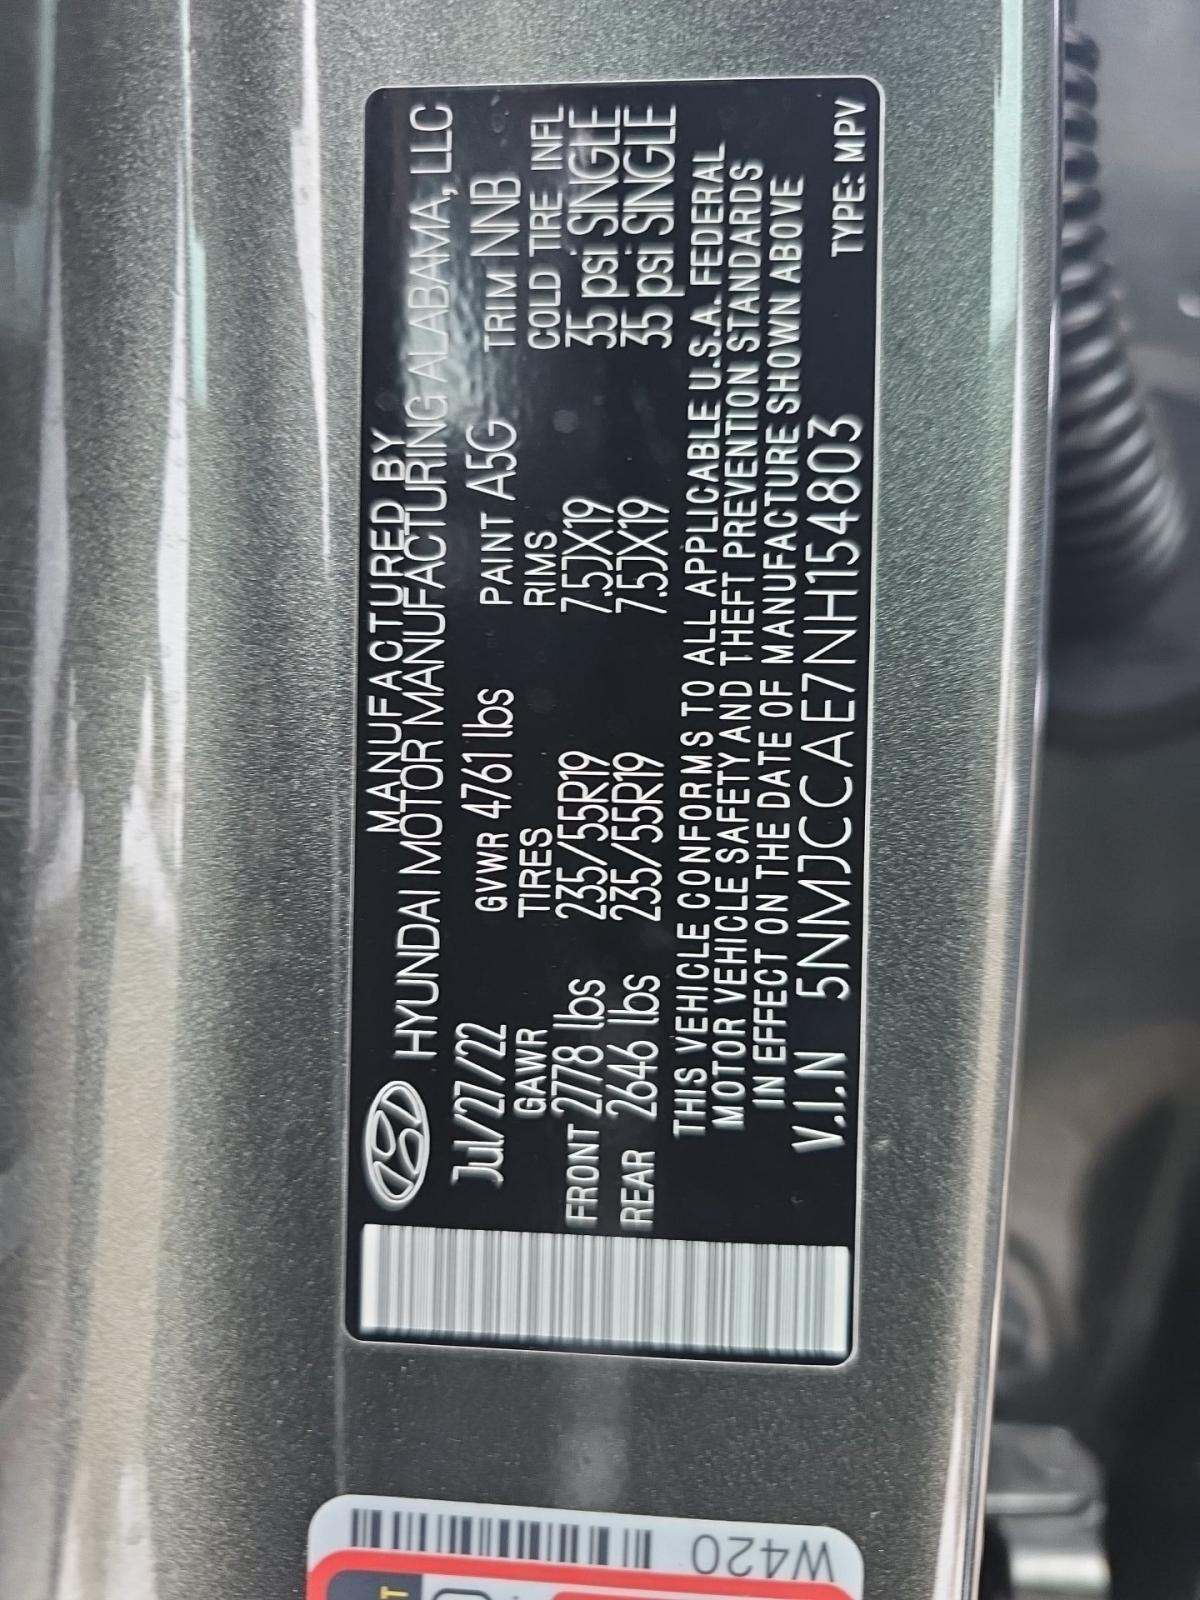 MANUFACTURED BY
HYUNDAI MOTOR MANUFACTURING ALABAMA, LLC
Jul/27/22 GVWR 4761 lbs PAINT A5G TRIM NNB
GAWR TIRES RIMS COLD TIRE INFL
FRONT 2778 lbs 235/55R19 7.5JX19 35 psi SINGLE
REAR 2646 lbs 235/55R19 7.5JX19 35 psi SINGLE
THIS VEHICLE CONFORMS TO ALL APPLICABLE U.S.A. FEDERAL
MOTOR VEHICLE SAFETY AND THEFT PREVENTION STANDARDS
IN EFFECT ON THE DATE OF MANUFACTURE SHOWN ABOVE
V.I.N 5NMJCCAE7NH154803
TYPE: MPV
W420